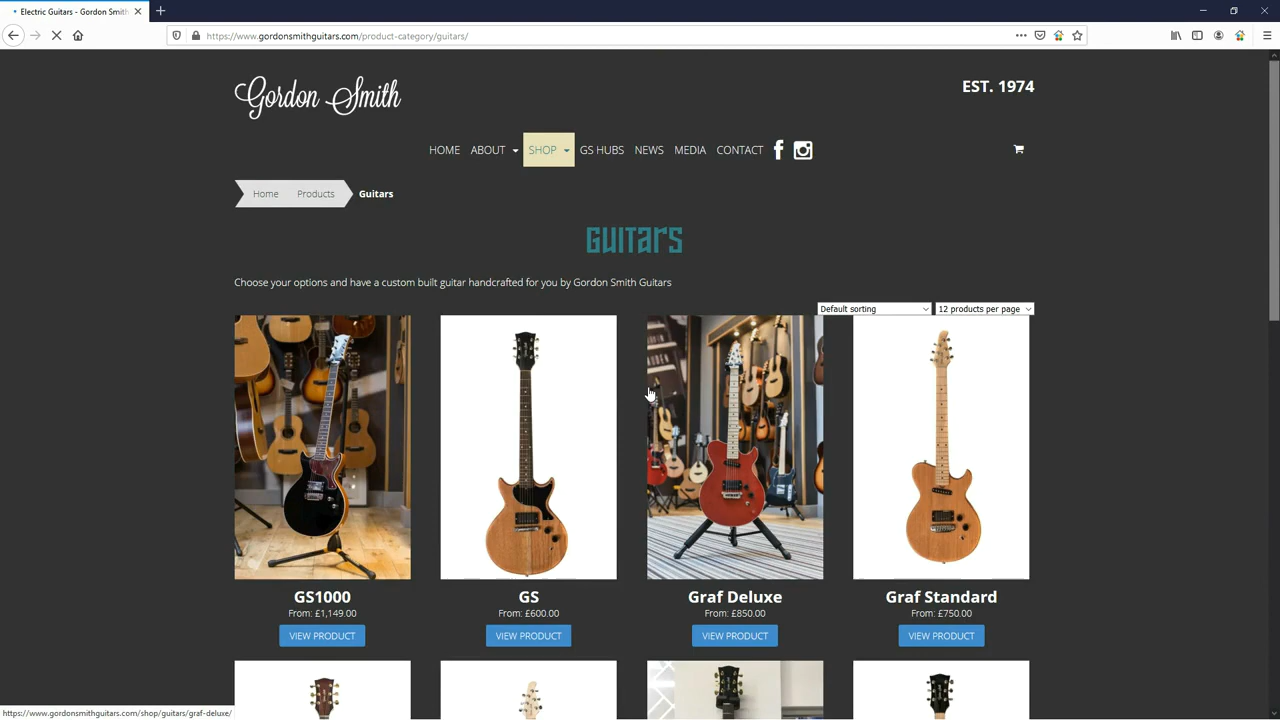 Electric Guitars - Gordon Smith
https://www.gordonsmithguitars.com/product-category/guitars/
Gordon Smith
EST. 1974
HOME ABOUT SHOP GS HUBS NEWS MEDIA CONTACT
Home Products Guitars
Guitars
Choose your options and have a custom built guitar handcrafted for you by Gordon Smith Guitars
Default sorting 12 products per page
GS1000 GS Graf Deluxe Graf Standard
From: £1,149.00 From: £600.00 From: £850.00 From: £750.00
VIEW PRODUCT VIEW PRODUCT VIEW PRODUCT VIEW PRODUCT
https://www.gordonsmithguitars.com/shop/guitars/graf-deluxe/